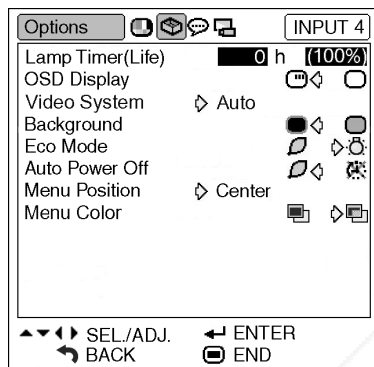 Options INPUT 4
Lamp Timer(Life) 0 h (100%)
OSD Display
Video System Auto
Background
Eco Mode
Auto Power Off
Menu Position Center
Menu Color
SEL./ADJ. ENTER
BACK END